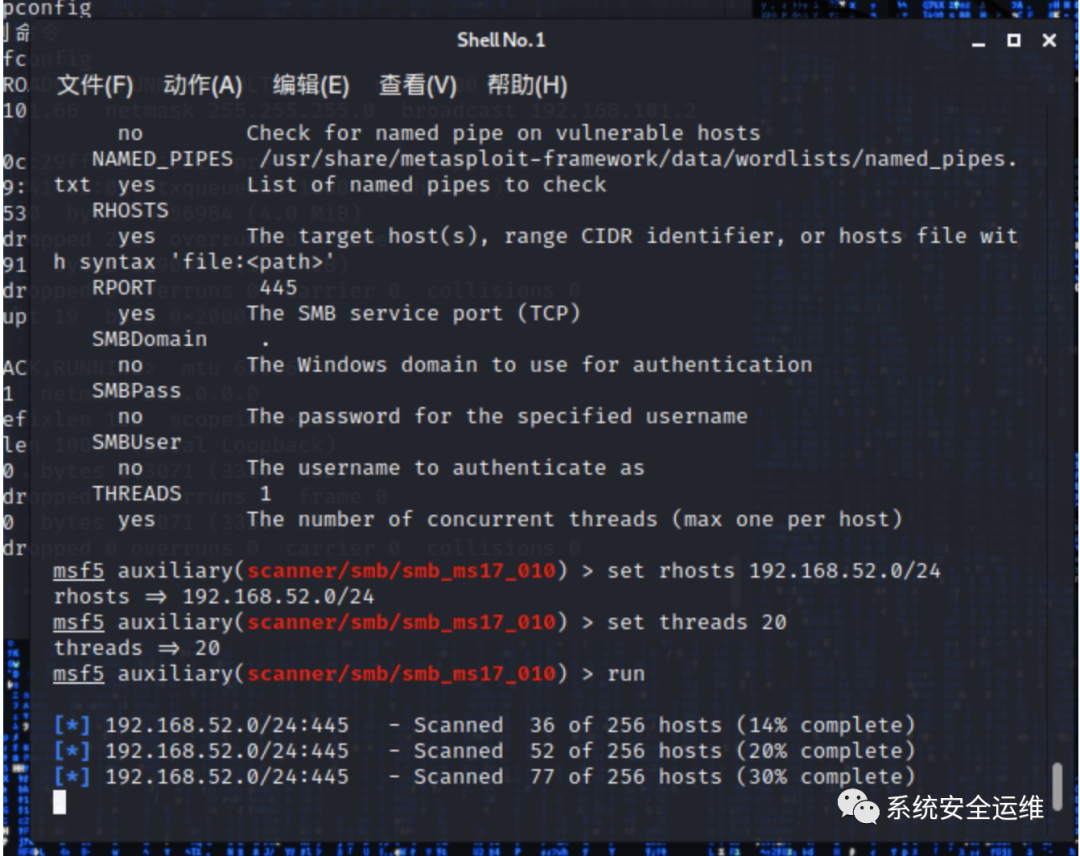 pconfig
Shell No.1
文件(F) 动作(A) 编辑(E) 查看(V) 帮助(H)
no Check for named pipe on vulnerable hosts
NAMED_PIPES /usr/share/metasploit-framework/data/wordlists/named_pipes.
txt yes List of named pipes to check
RHOSTS
yes The target host(s), range CIDR identifier, or hosts file wit
h syntax 'file:<path>'
RPORT 445
yes The SMB service port (TCP)
SMBDomain .
no The Windows domain to use for authentication
SMBPass
no The password for the specified username
SMBUser
no The username to authenticate as
THREADS 1
yes The number of concurrent threads (max one per host)
msf5 auxiliary(scanner/smb/smb_ms17_010) > set rhosts 192.168.52.0/24
rhosts => 192.168.52.0/24
msf5 auxiliary(scanner/smb/smb_ms17_010) > set threads 20
threads => 20
msf5 auxiliary(scanner/smb/smb_ms17_010) > run
[*] 192.168.52.0/24:445 - Scanned 36 of 256 hosts (14% complete)
[*] 192.168.52.0/24:445 - Scanned 52 of 256 hosts (20% complete)
[*] 192.168.52.0/24:445 - Scanned 77 of 256 hosts (30% complete)
系统安全运维